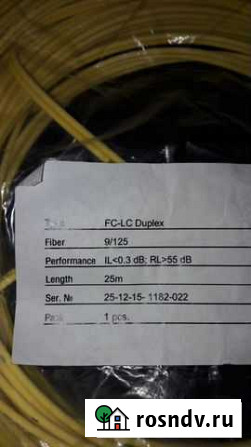 FC-LC Duplex
Fiber 9/125
Performance IL<0.3 dB; RL>55 dB
Length 25m
Ser. № 25-12-15- 1182-022
Pack 1 pcs.
rosndv.ru